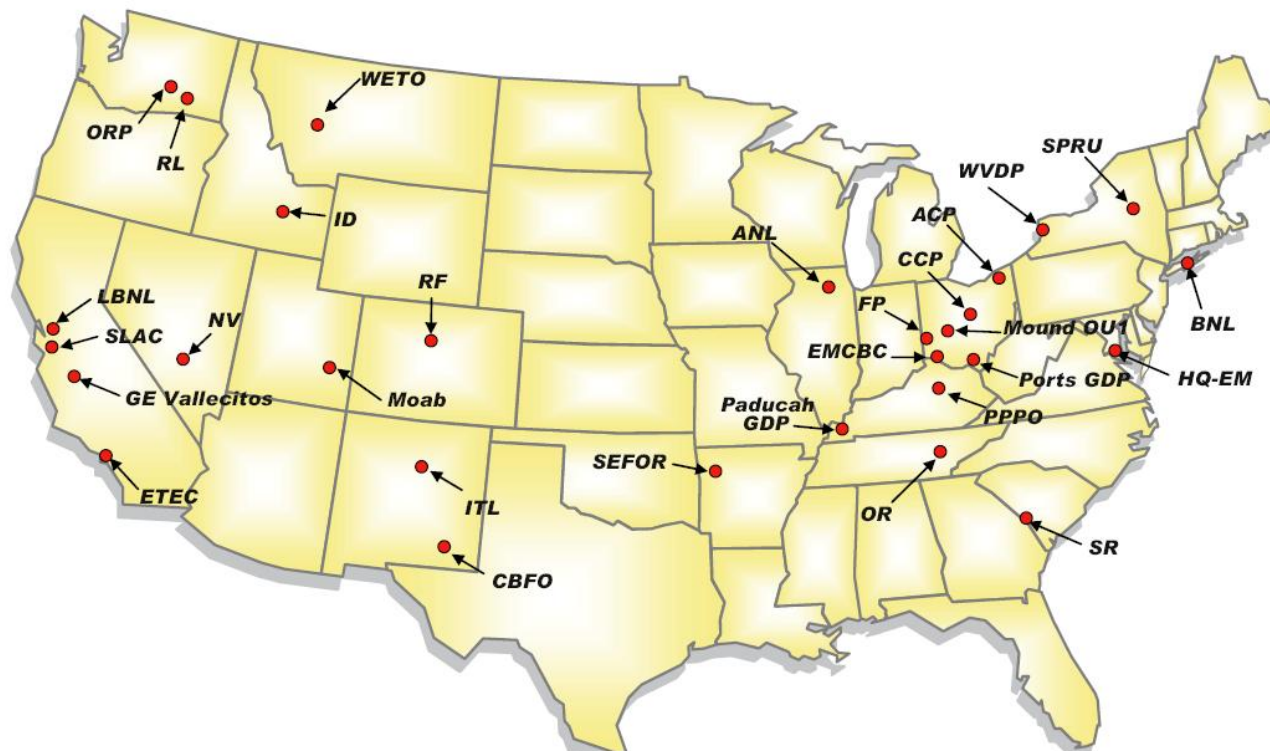 WETO
ORP
RL
ID
SPRU
WVDP
ACP
ANL
CCP
RF
FP
LBNL
SLAC
NV
Mound OU1
BNL
EMCBC
Ports GDP
HQ-EM
GE Vallecitos
Moab
Paducah
GDP
PPPO
SEFOR
ETEC
ITL
OR
SR
CBFO